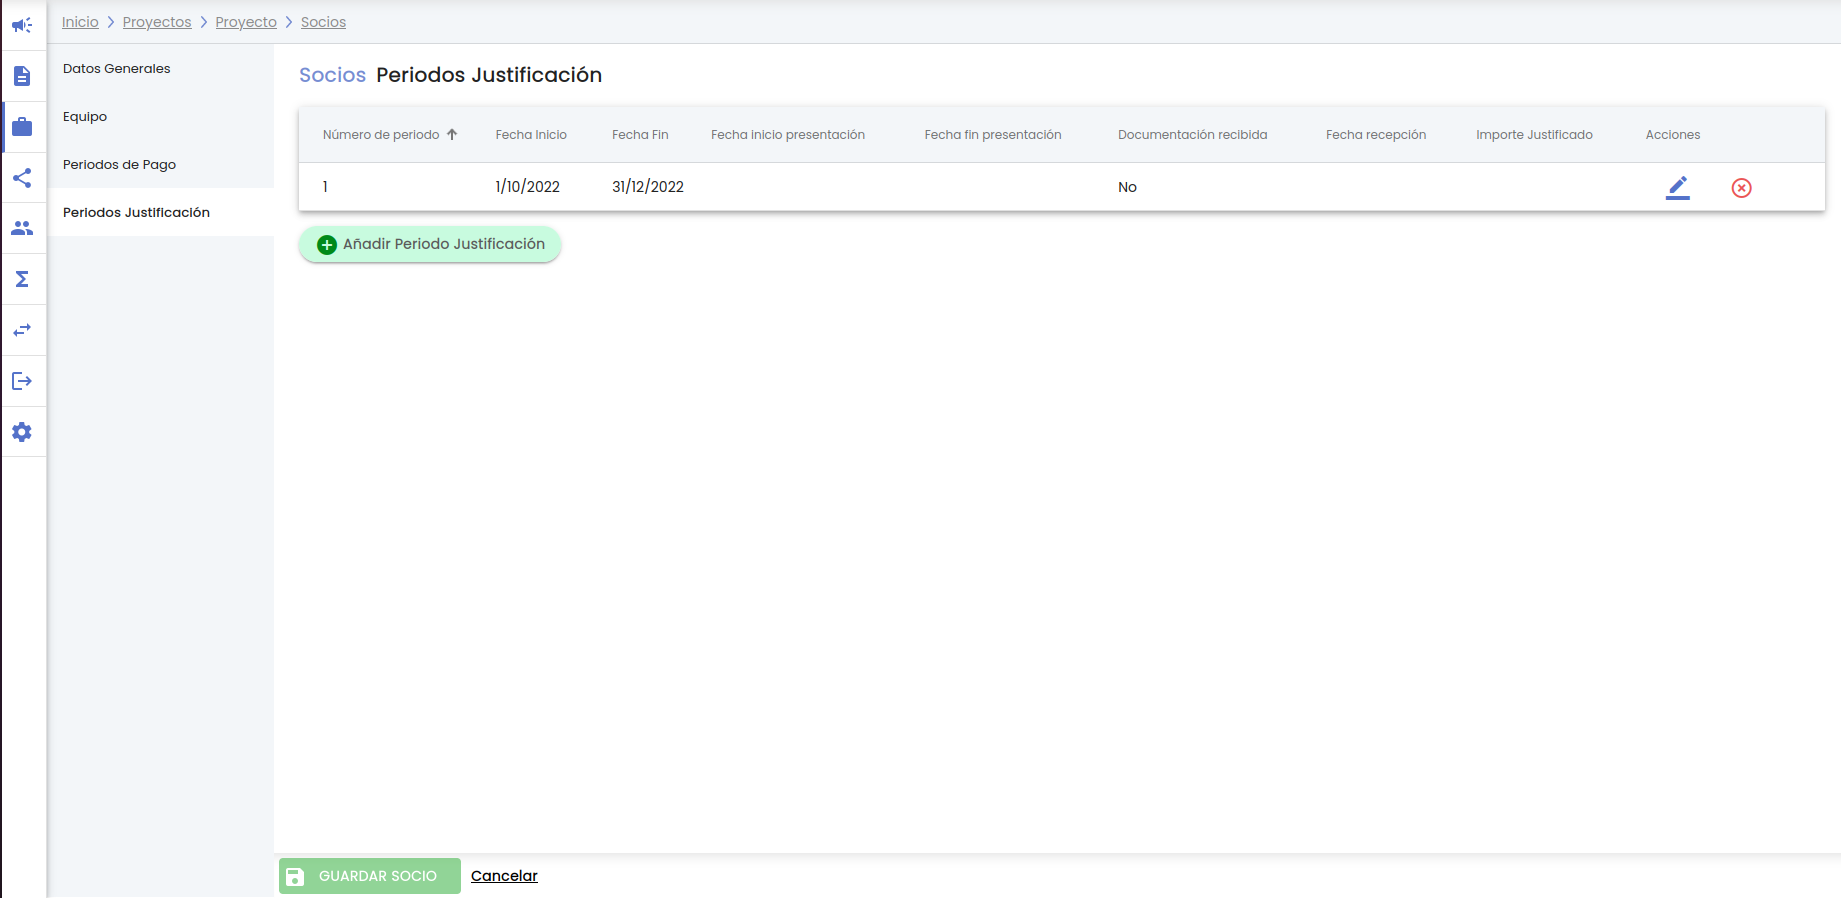 Inicio > Proyectos > Proyecto > Socios
Datos Generales
Equipo
Periodos de Pago
Periodos Justificación
Socios Periodos Justificación
Número de periodo Fecha Inicio Fecha Fin Fecha inicio presentación Fecha fin presentación Documentación recibida Fecha recepción Importe Justificado Acciones
1 1/10/2022 31/12/2022 No
Añadir Periodo Justificación
GUARDAR SOCIO Cancelar